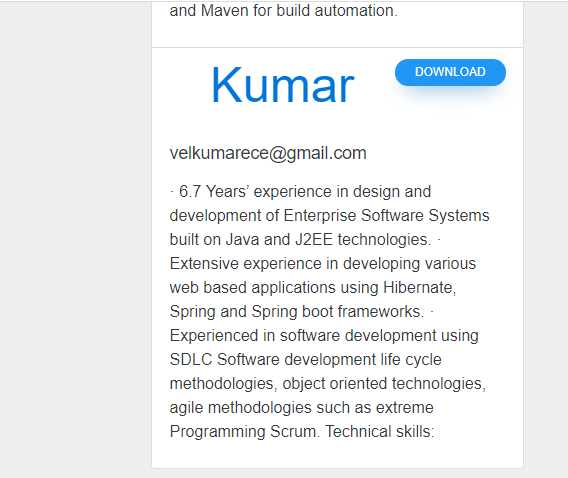 and Maven for build automation.
Kumar
DOWNLOAD
velkumarece@gmail.com
· 6.7 Years’ experience in design and
development of Enterprise Software Systems
built on Java and J2EE technologies. ·
Extensive experience in developing various
web based applications using Hibernate,
Spring and Spring boot frameworks. ·
Experienced in software development using
SDLC Software development life cycle
methodologies, object oriented technologies,
agile methodologies such as extreme
Programming Scrum. Technical skills: